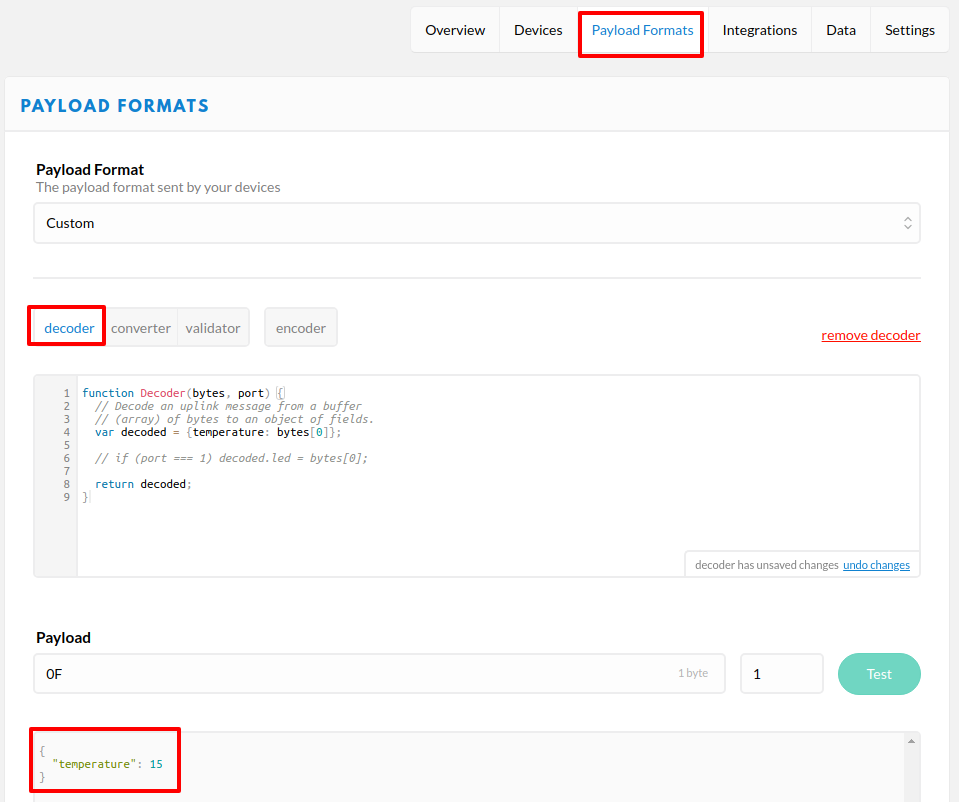 Overview Devices Payload Formats Integrations Data Settings
PAYLOAD FORMATS
Payload Format
The payload format sent by your devices
Custom
decoder converter validator encoder
remove decoder
1 function Decoder(bytes, port) {
2 // Decode an uplink message from a buffer
3 // (array) of bytes to an object of fields.
4 var decoded = {temperature: bytes[0]};
5
6 // if (port === 1) decoded.led = bytes[0];
7
8 return decoded;
9 }
decoder has unsaved changes undo changes
Payload
0F 1 byte 1 Test
{
"temperature": 15
}